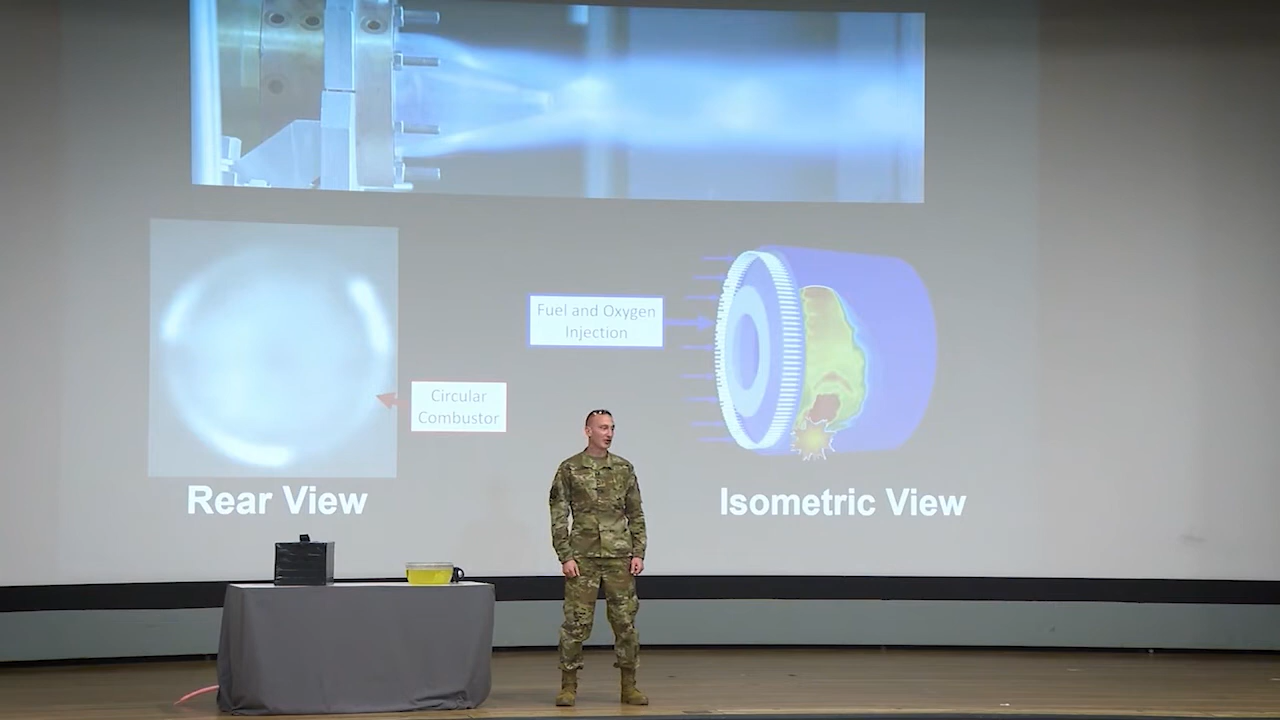 Fuel and Oxygen
Injection
Circular
Combustor
Rear View
Isometric View